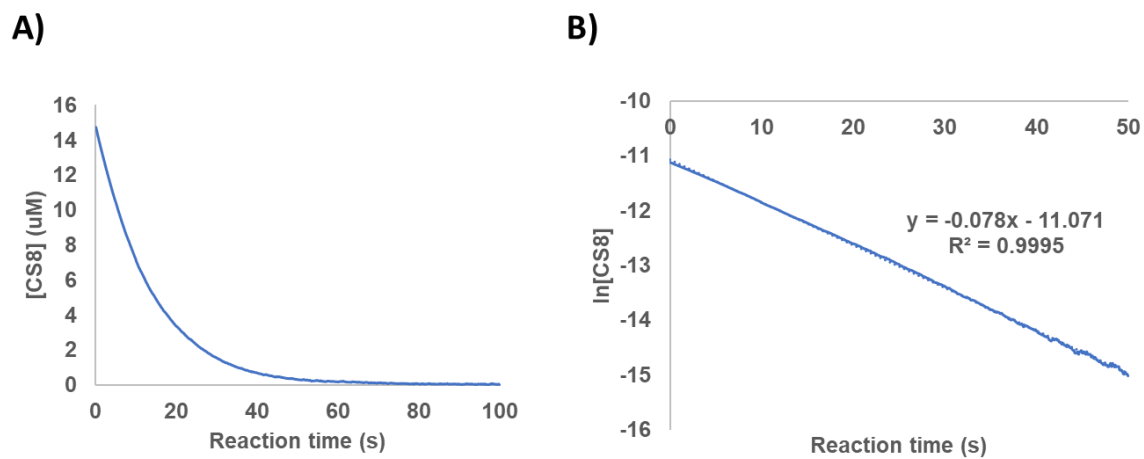 A)
16
14
12
10
8
6
4
2
0
[CS8] (uM)
0 20 40 60 80 100
Reaction time (s)
B)
-10
-11
-12
-13
-14
-15
-16
ln[CS8]
0 10 20 30 40 50
y = -0.078x - 11.071
R² = 0.9995
Reaction time (s)